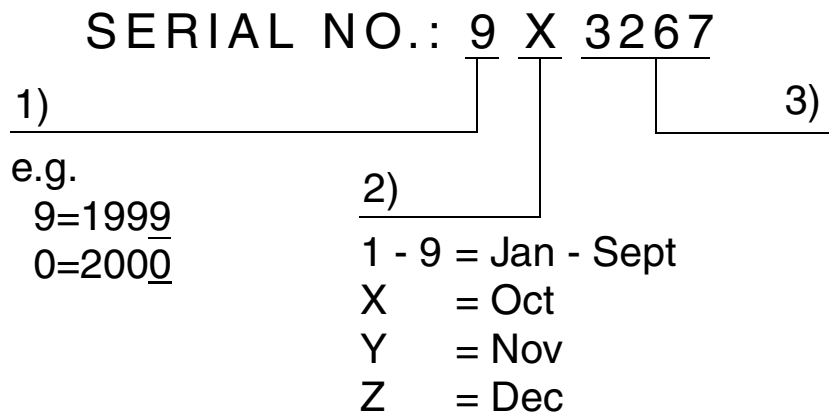 SERIAL NO.: 9 X 3267
1)
3)
e.g.
9=1999
0=2000
2)
1 - 9 = Jan - Sept
X = Oct
Y = Nov
Z = Dec